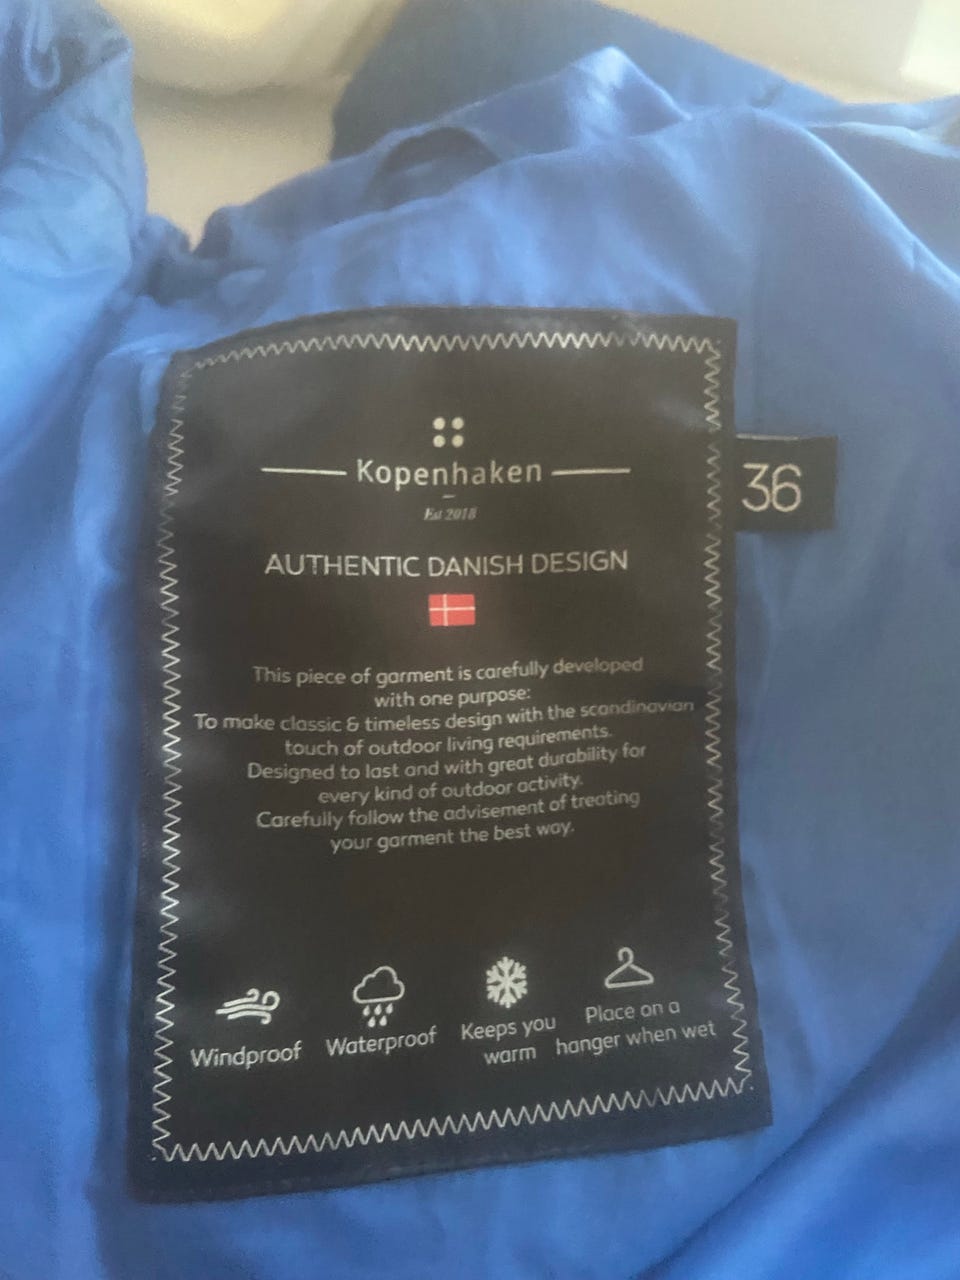 Kopenhaken
Est 2018
36
AUTHENTIC DANISH DESIGN
This piece of garment is carefully developed
with one purpose:
To make classic & timeless design with the scandinavian
touch of outdoor living requirements.
Designed to last and with great durability for
every kind of outdoor activity.
Carefully follow the advisement of treating
your garment the best way.
Windproof
Waterproof
Keeps you
warm
Place on a
hanger when wet